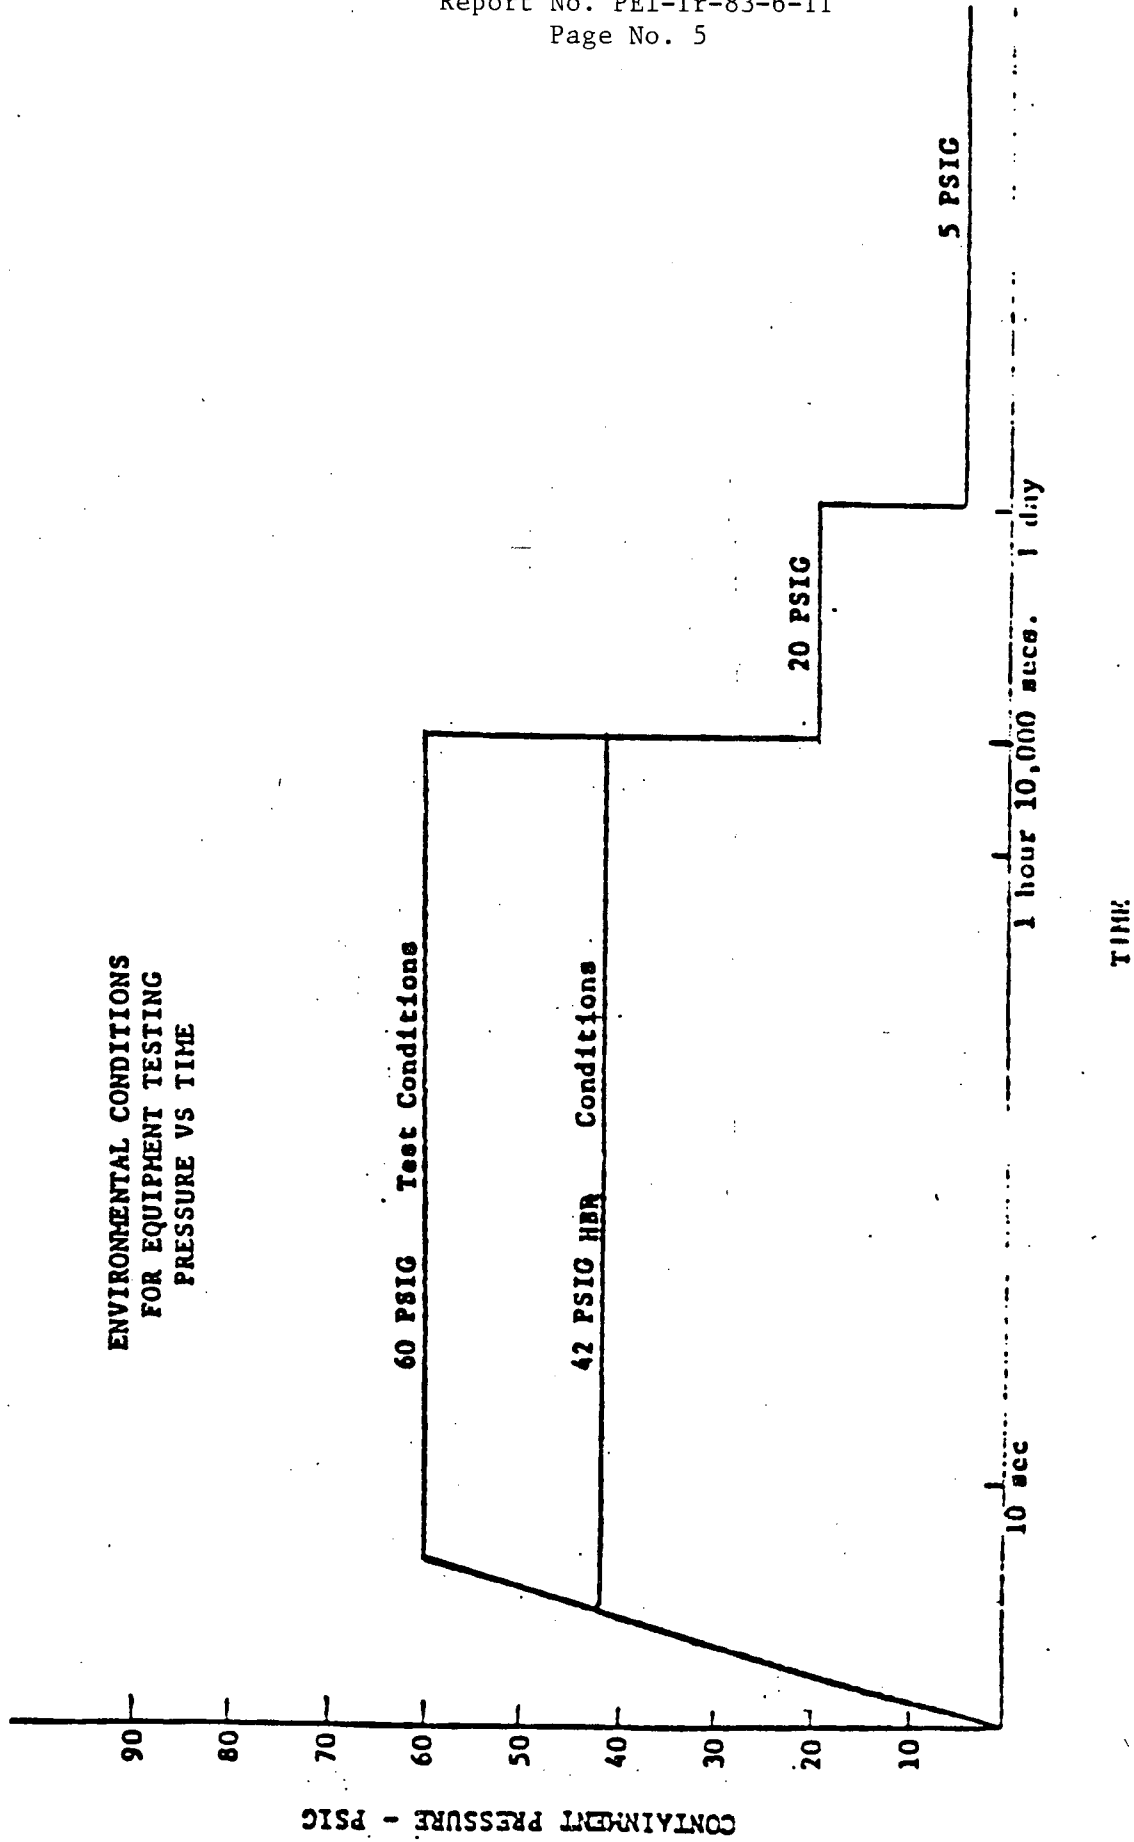 Report No. PEI-Tr-83-6-11
Page No. 5
ENVIRONMENTAL CONDITIONS
FOR EQUIPMENT TESTING
PRESSURE VS TIME
CONTAINMENT PRESSURE - PSIG
90
80
70
60
50
40
30
20
10
60 PSIG Test Conditions
42 PSIG HBR Conditions
20 PSIG
5 PSIG
10 sec
1 hour 10,000 secs. 1 day
TIME